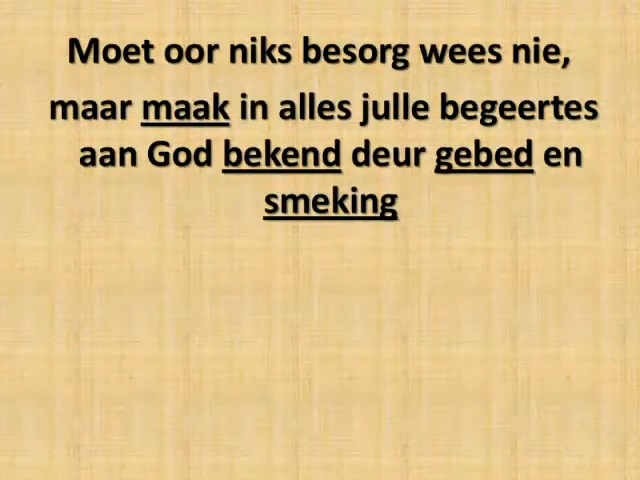 Moet oor niks besorg wees nie,
maar maak in alles julle begeertes
aan God bekend deur gebed en
smeking